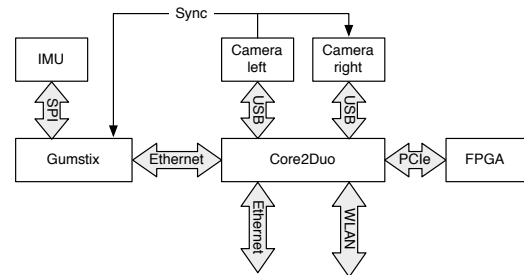 Sync
IMU
Camera
left
Camera
right
SPI
USB
USB
Gumstix
Ethernet
Core2Duo
PCIe
FPGA
Ethernet
WLAN